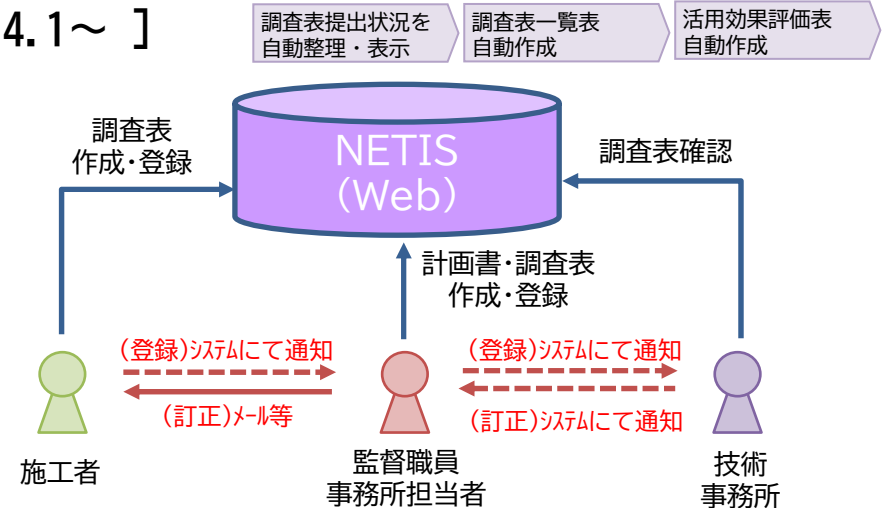 4.1～ ]
調査表提出状況を
自動整理・表示
調査表一覧表
自動作成
活用効果評価表
自動作成
調査表
作成・登録
NETIS
(Web)
調査表確認
計画書・調査表
作成・登録
(登録)ｼｽﾃﾑにて通知
(訂正)ﾒｰﾙ等
(登録)ｼｽﾃﾑにて通知
(訂正)ｼｽﾃﾑにて通知
施工者
監督職員
事務所担当者
技術
事務所